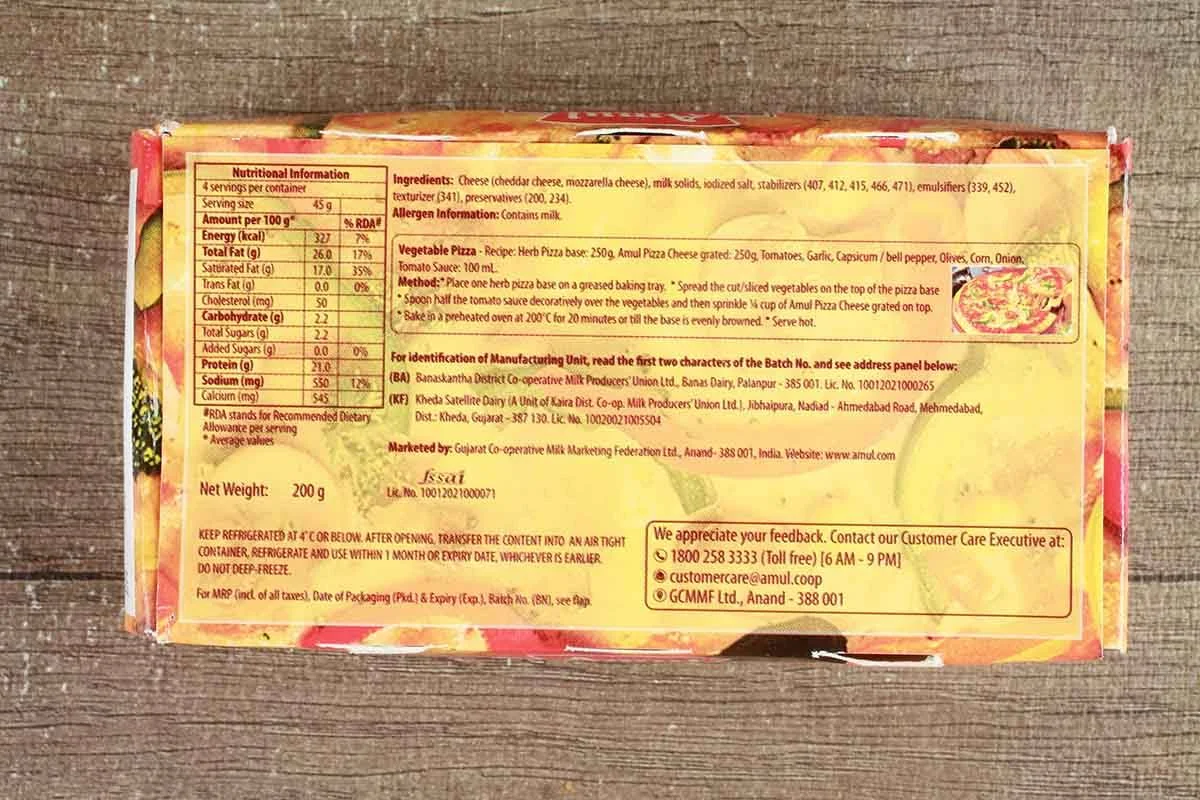 Amul
Nutritional Information
4 servings per container
Serving size 45 g
Amount per 100 g* % RDA#
Energy (kcal) 327 7%
Total Fat (g) 26.0 17%
Saturated Fat (g) 17.0 35%
Trans Fat (g) 0.0 0%
Cholesterol (mg) 50
Carbohydrate (g) 2.2
Total Sugars (g) 2.2
Added Sugars (g) 0.0 0%
Protein (g) 21.0
Sodium (mg) 550 12%
Calcium (mg) 545
#RDA stands for Recommended Dietary
Allowance per serving
* Average values
Net Weight: 200 g
Ingredients: Cheese (cheddar cheese, mozzarella cheese), milk solids, iodized salt, stabilizers (407, 412, 415, 466, 471), emulsifiers (339, 452),
texturizer (341), preservatives (200, 234).
Allergen Information: Contains milk.
Vegetable Pizza - Recipe: Herb Pizza base: 250g, Amul Pizza Cheese grated: 250g, Tomatoes, Garlic, Capsicum / bell pepper, Olives, Corn, Onion,
Tomato Sauce: 100 mL.
Method:* Place one herb pizza base on a greased baking tray. * Spread the cut/sliced vegetables on the top of the pizza base
* Spoon half the tomato sauce decoratively over the vegetables and then sprinkle ¼ cup of Amul Pizza Cheese grated on top.
* Bake in a preheated oven at 200°C for 20 minutes or till the base is evenly browned. * Serve hot.
For identification of Manufacturing Unit, read the first two characters of the Batch No. and see address panel below:
(BA) Banaskantha District Co-operative Milk Producers' Union Ltd., Banas Dairy, Palanpur - 385 001. Lic. No. 10012021000265
(KF) Kheda Satellite Dairy (A Unit of Kaira Dist. Co-op. Milk Producers' Union Ltd.), Jibhaipura, Nadiad - Ahmedabad Road, Mehmedabad,
Dist.: Kheda, Gujarat - 387 130. Lic. No. 10020021005504
Marketed by: Gujarat Co-operative Milk Marketing Federation Ltd., Anand- 388 001, India. Website: www.amul.com
fssai
Lic. No. 10012021000071
KEEP REFRIGERATED AT 4°C OR BELOW. AFTER OPENING, TRANSFER THE CONTENT INTO AN AIR TIGHT
CONTAINER, REFRIGERATE AND USE WITHIN 1 MONTH OR EXPIRY DATE, WHICHEVER IS EARLIER.
DO NOT DEEP-FREEZE.
For MRP (incl. of all taxes), Date of Packaging (Pkd.) & Expiry (Exp.), Batch No. (BN), see flap.
We appreciate your feedback. Contact our Customer Care Executive at:
1800 258 3333 (Toll free) [6 AM - 9 PM]
customercare@amul.coop
GCMMF Ltd., Anand - 388 001